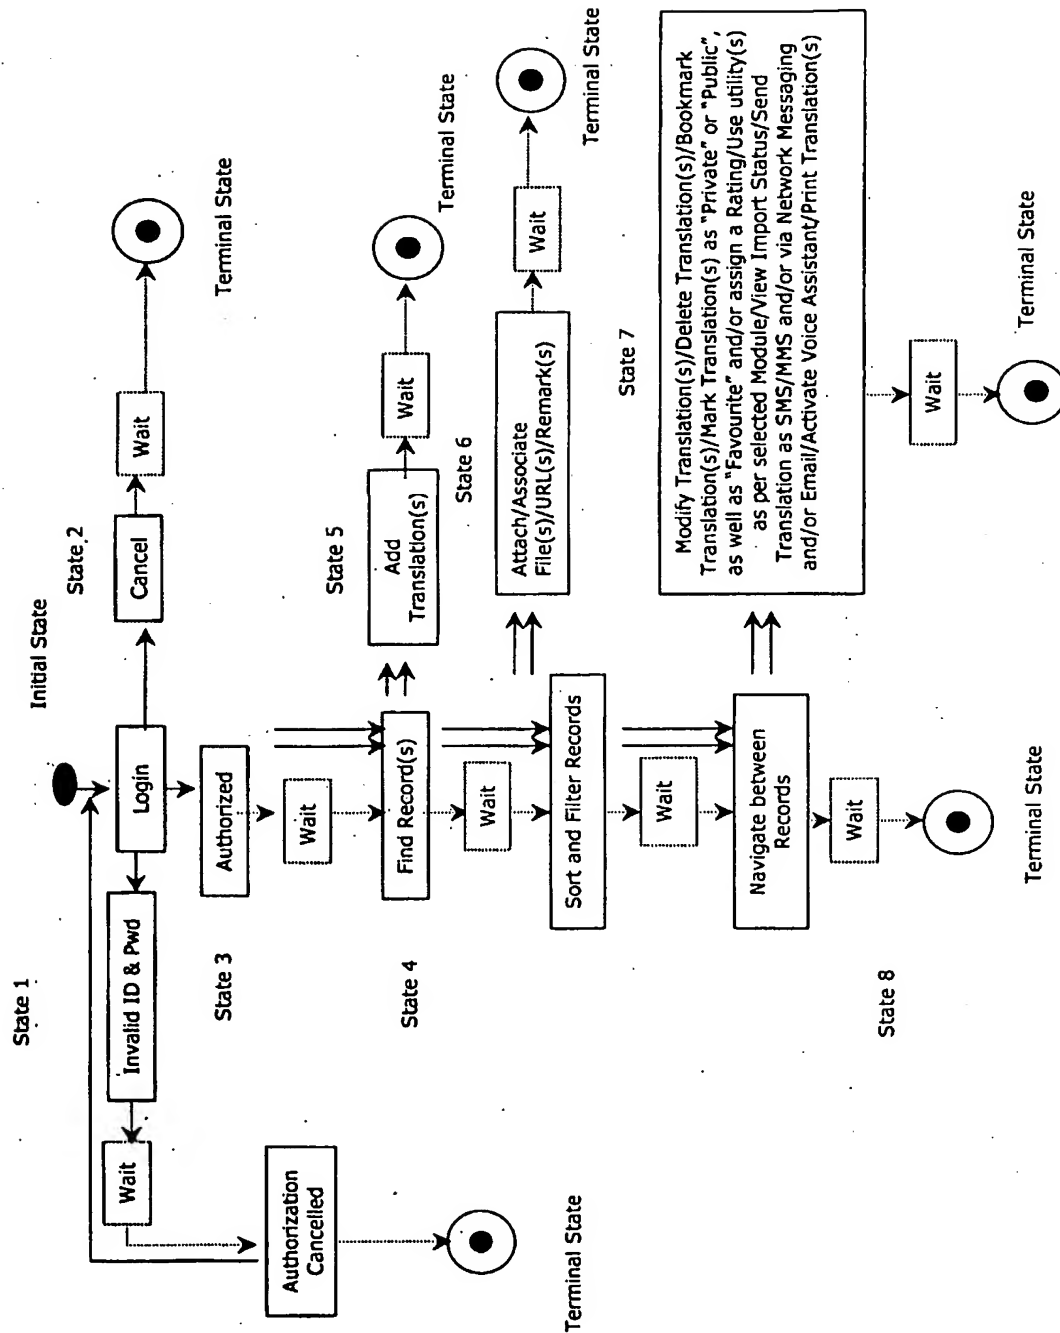 Initial State
State 1
State 2
Login
Cancel
Wait
Terminal State
Invalid ID & Pwd
Wait
Authorization
Cancelled
Terminal State
State 3
Authorized
Wait
State 4
Find Record(s)
State 5
Add
Translation(s)
Wait
Terminal State
Wait
Sort and Filter Records
State 6
Attach/Associate
File(s)/URL(s)/Remark(s)
Wait
Terminal State
Wait
Navigate between
Records
State 7
Modify Translation(s)/Delete Translation(s)/Bookmark
Translation(s)/Mark Translation(s) as "Private" or "Public",
as well as "Favourite" and/or assign a Rating/Use utility(s)
as per selected Module/View Import Status/Send
Translation as SMS/MMS and/or via Network Messaging
and/or Email/Activate Voice Assistant/Print Translation(s)
Wait
Terminal State
State 8
Wait
Terminal State